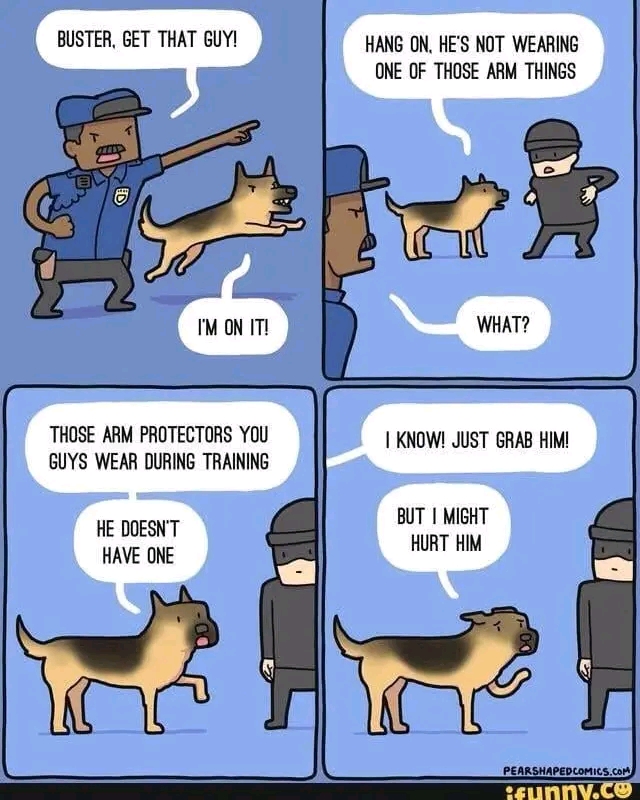 BUSTER, GET THAT GUY!
I'M ON IT!
HANG ON, HE'S NOT WEARING
ONE OF THOSE ARM THINGS
WHAT?
THOSE ARM PROTECTORS YOU
GUYS WEAR DURING TRAINING
HE DOESN'T
HAVE ONE
I KNOW! JUST GRAB HIM!
BUT I MIGHT
HURT HIM
PEARSHAPEDCOMICS.COM
ifunny.co